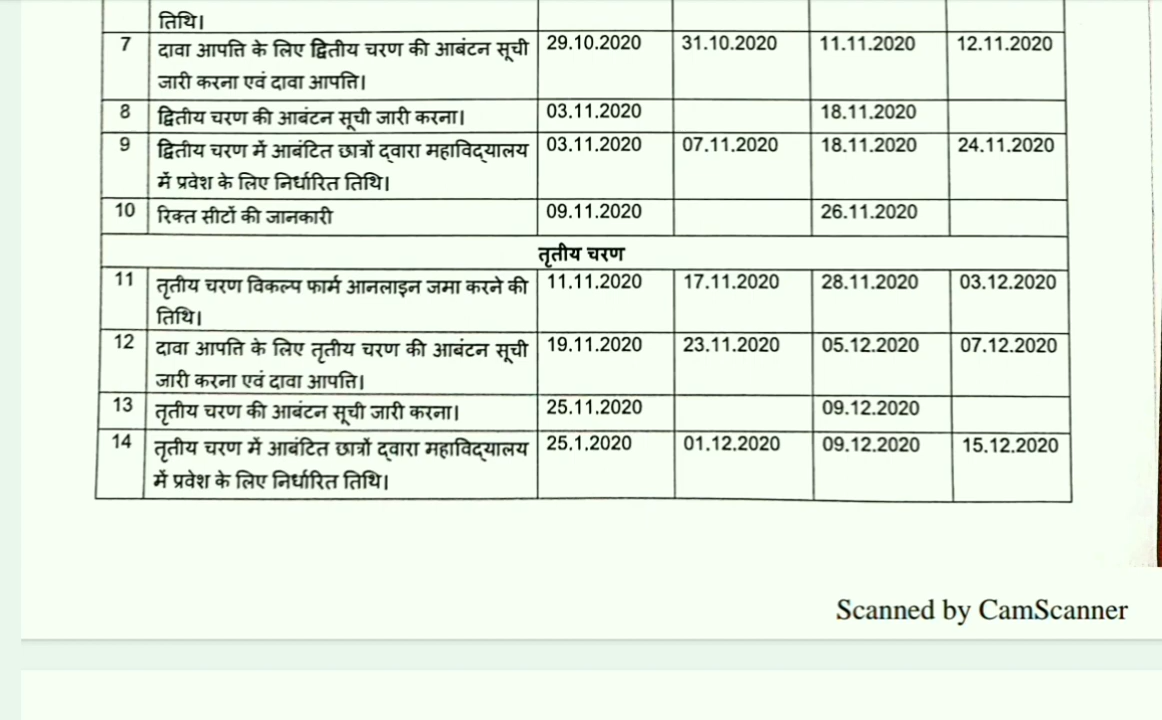 तिथि।
7 दावा आपत्ति के लिए द्वितीय चरण की आबंटन सूची 29.10.2020 31.10.2020 11.11.2020 12.11.2020
जारी करना एवं दावा आपत्ति।
8 द्वितीय चरण की आबंटन सूची जारी करना। 03.11.2020 18.11.2020
9 द्वितीय चरण में आबंटित छात्रों द्वारा महाविद्यालय 03.11.2020 07.11.2020 18.11.2020 24.11.2020
में प्रवेश के लिए निर्धारित तिथि।
10 रिक्त सीटों की जानकारी 09.11.2020 26.11.2020
तृतीय चरण
11 तृतीय चरण विकल्प फार्म आनलाइन जमा करने की 11.11.2020 17.11.2020 28.11.2020 03.12.2020
तिथि।
12 दावा आपत्ति के लिए तृतीय चरण की आबंटन सूची 19.11.2020 23.11.2020 05.12.2020 07.12.2020
जारी करना एवं दावा आपत्ति।
13 तृतीय चरण की आबंटन सूची जारी करना। 25.11.2020 09.12.2020
14 तृतीय चरण में आबंटित छात्रों द्वारा महाविद्यालय 25.1.2020 01.12.2020 09.12.2020 15.12.2020
में प्रवेश के लिए निर्धारित तिथि।
Scanned by CamScanner